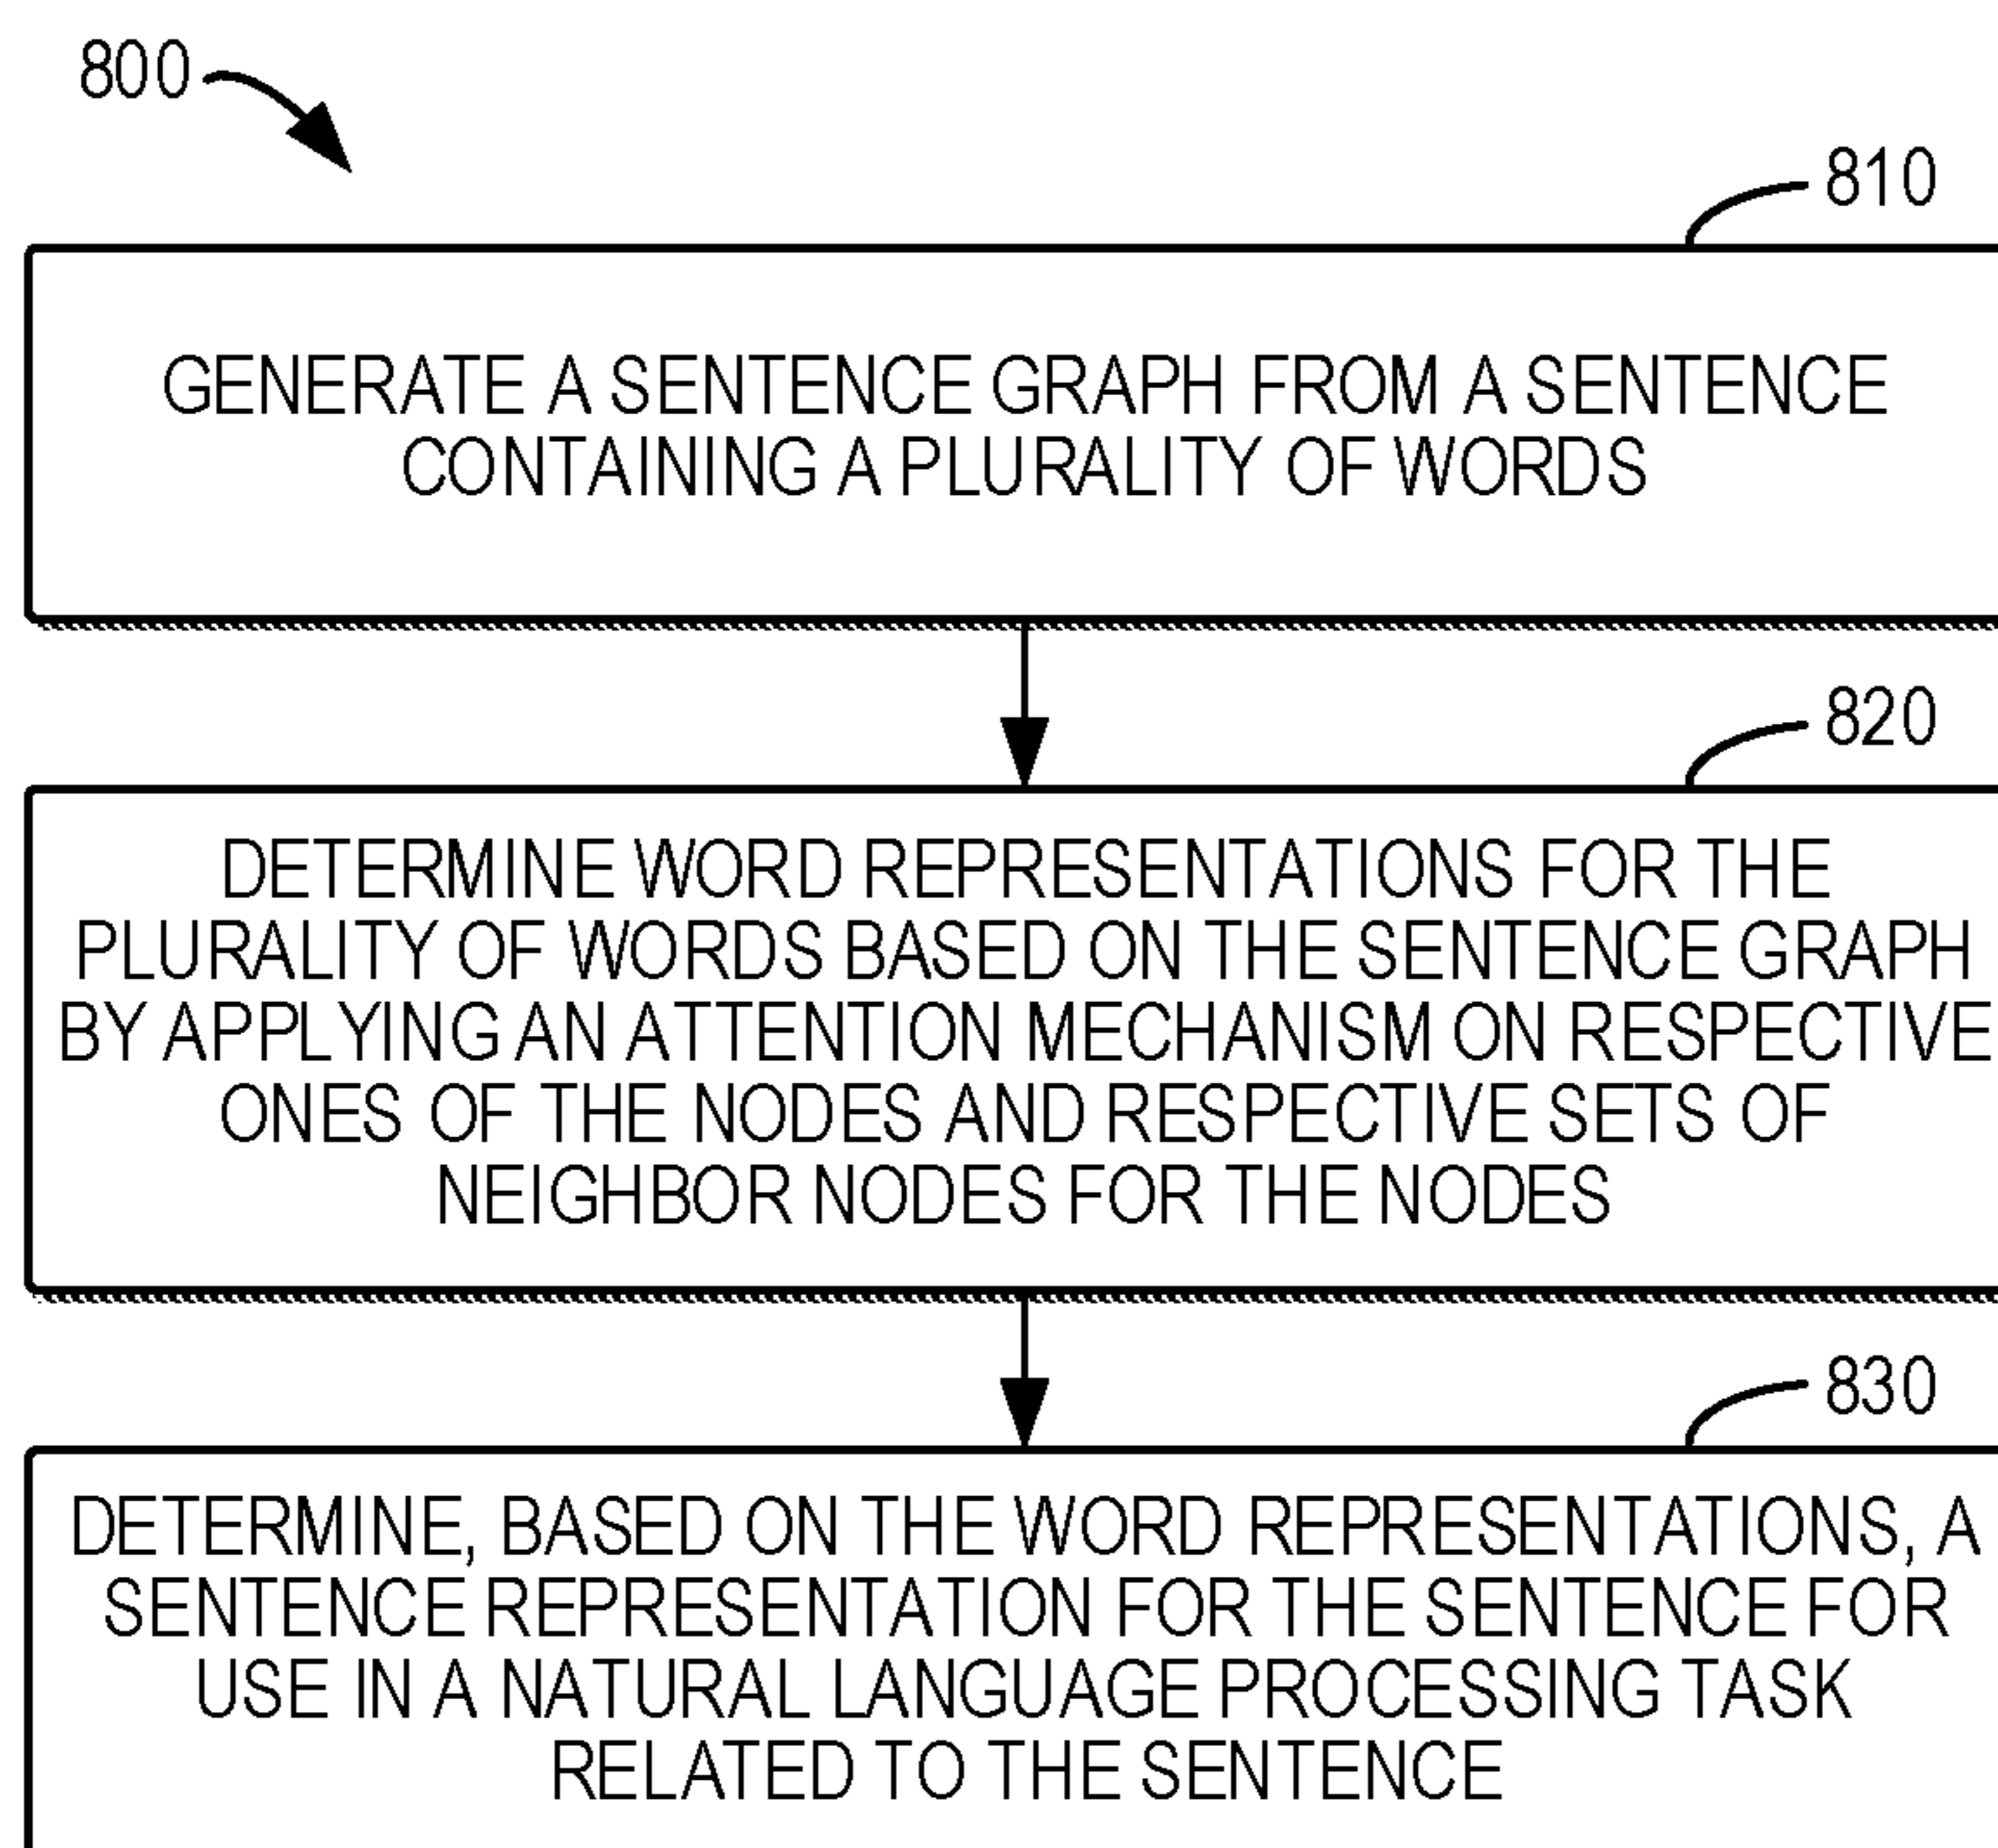 800
810
GENERATE A SENTENCE GRAPH FROM A SENTENCE
CONTAINING A PLURALITY OF WORDS
820
DETERMINE WORD REPRESENTATIONS FOR THE
PLURALITY OF WORDS BASED ON THE SENTENCE GRAPH
BY APPLYING AN ATTENTION MECHANISM ON RESPECTIVE
ONES OF THE NODES AND RESPECTIVE SETS OF
NEIGHBOR NODES FOR THE NODES
830
DETERMINE, BASED ON THE WORD REPRESENTATIONS, A
SENTENCE REPRESENTATION FOR THE SENTENCE FOR
USE IN A NATURAL LANGUAGE PROCESSING TASK
RELATED TO THE SENTENCE